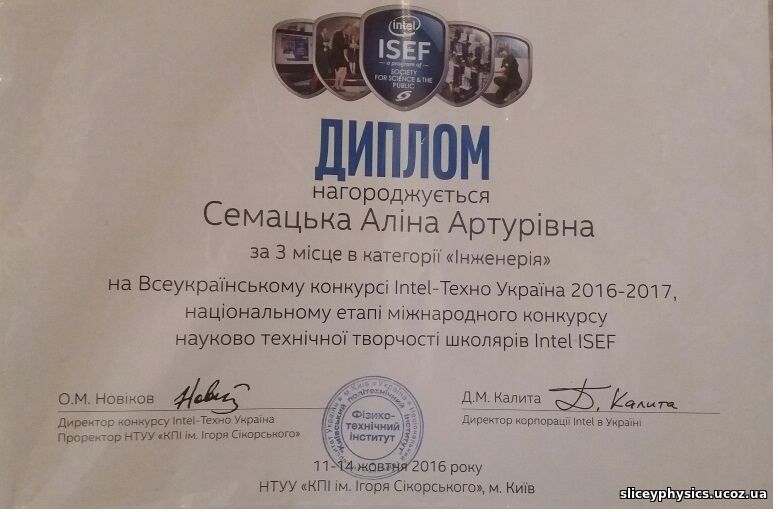 intel
ISEF
a program of
SOCIETY
FOR SCIENCE & THE
PUBLIC
ДИПЛОМ
нагороджується
Семацька Аліна Артурівна
за 3 місце в категорії «Інженерія»
на Всеукраїнському конкурсі Intel-Техно Україна 2016-2017,
національному етапі міжнародного конкурсу
науково технічної творчості школярів Intel ISEF
О.М. Новіков
Директор конкурсу Intel-Техно Україна
Проректор НТУУ «КПІ ім. Ігоря Сікорського»
Фізико-
технічний
інститут
Д.М. Калита Д. Калита
Директор корпорації Intel в Україні
11-14 жовтня 2016 року
НТУУ «КПІ ім. Ігоря Сікорського», м. Київ
sliceyphysics.ucoz.ua